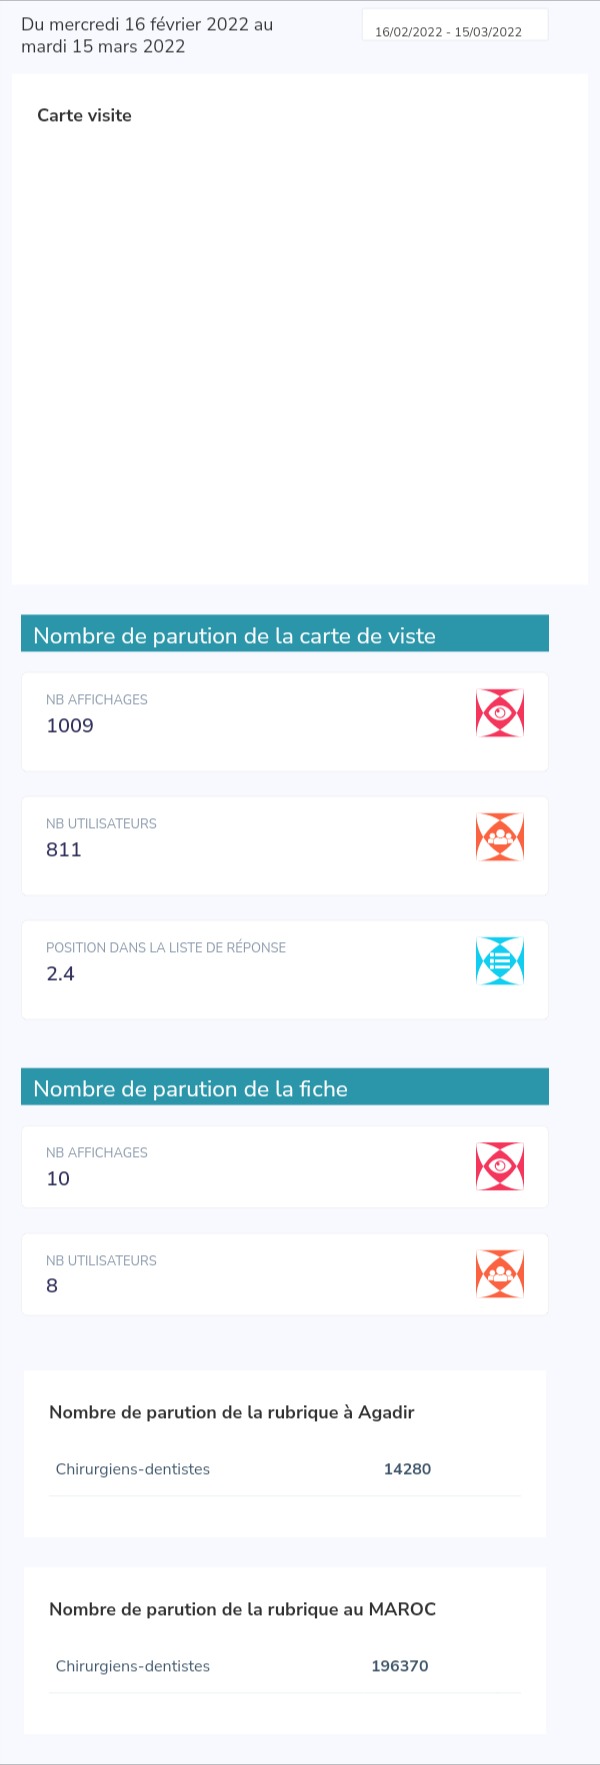 Du mercredi 16 février 2022 au
mardi 15 mars 2022
16/02/2022 - 15/03/2022
Carte visite
Nombre de parution de la carte de viste
NB AFFICHAGES
1009
NB UTILISATEURS
811
POSITION DANS LA LISTE DE RÉPONSE
2.4
Nombre de parution de la fiche
NB AFFICHAGES
10
NB UTILISATEURS
8
Nombre de parution de la rubrique à Agadir
Chirurgiens-dentistes 14280
Nombre de parution de la rubrique au MAROC
Chirurgiens-dentistes 196370